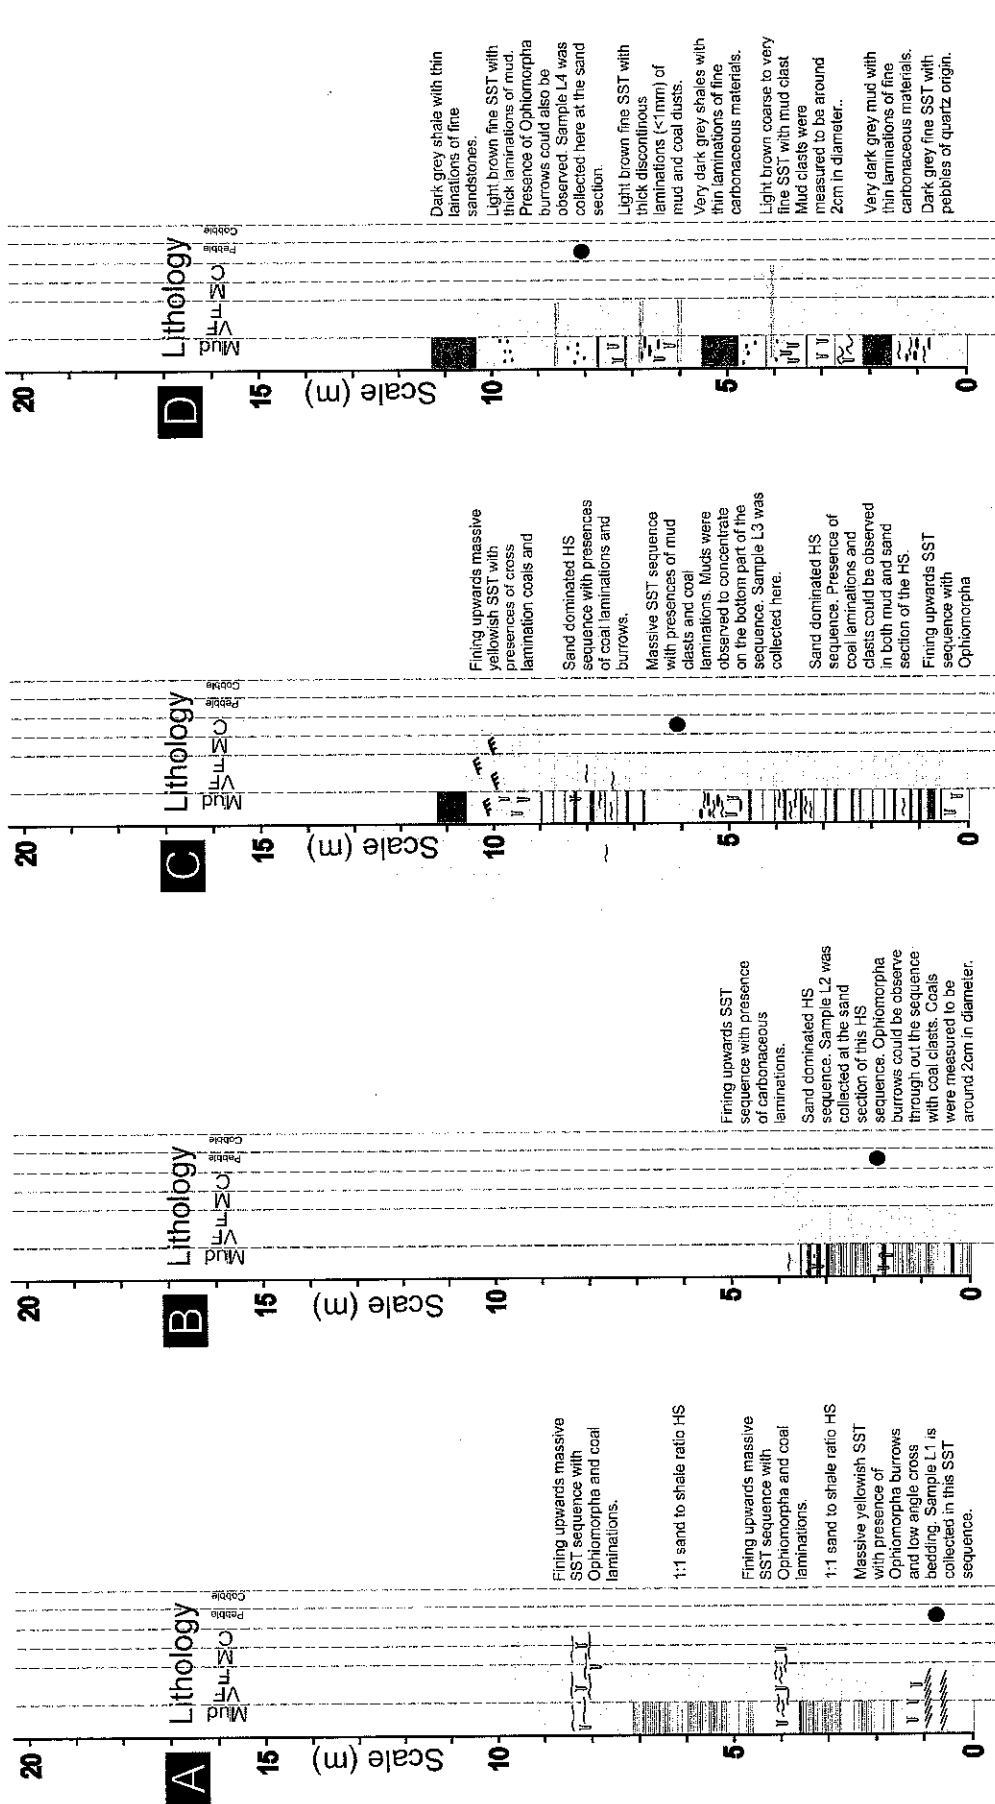 A
Lithology
Mud
VF
F
M
C
Pebble
Cobble
20
15
10
5
0
Scale (m)
Fining upwards massive
SST sequence with
Ophiomorpha and coal
laminations.
1:1 sand to shale ratio HS
Fining upwards massive
SST sequence with
Ophiomorpha and coal
laminations.
1:1 sand to shale ratio HS
Massive yellowish SST
with presence of
Ophiomorpha burrows
and low angle cross
bedding. Sample L1 is
collected in this SST
sequence.
B
Lithology
Mud
VF
F
M
C
Pebble
Cobble
20
15
10
5
0
Scale (m)
Fining upwards SST
sequence with presence
of carbonaceous
laminations.
Sand dominated HS
sequence. Sample L2 was
collected at the sand
section of this HS
sequence. Ophiomorpha
burrows could be observe
through out the sequence
with coal clasts. Coals
were measured to be
around 2cm in diameter.
C
Lithology
Mud
VF
F
M
C
Pebble
Cobble
20
15
10
5
0
Scale (m)
Fining upwards massive
yellowish SST with
presences of cross
lamination coals and
Sand dominated HS
sequence with presences
of coal laminations and
burrows.
Massive SST sequence
with presences of mud
clasts and coal
laminations. Muds were
observed to concentrate
on the bottom part of the
sequence. Sample L3 was
collected here.
Sand dominated HS
sequence. Presence of
coal laminations and
clasts could be observed
in both mud and sand
section of the HS.
Fining upwards SST
sequence with
Ophiomorpha
D
Lithology
Mud
VF
F
M
C
Pebble
Cobble
20
15
10
5
0
Scale (m)
Dark grey shale with thin
lainations of fine
sandstones.
Light brown fine SST with
thick laminations of mud.
Presence of Ophiomorpha
burrows could also be
observed. Sample L4 was
collected here at the sand
section.
Light brown fine SST with
thick discontinous
laminations (<1mm) of
mud and coal dusts.
Very dark grey shales with
thin laminations of fine
carbonaceous materials.
Light brown coarse to very
fine SST with mud clast
Mud clasts were
measured to be around
2cm in diameter..
Very dark grey mud with
thin laminations of fine
carbonaceous materials.
Dark grey fine SST with
pebbles of quartz origin.